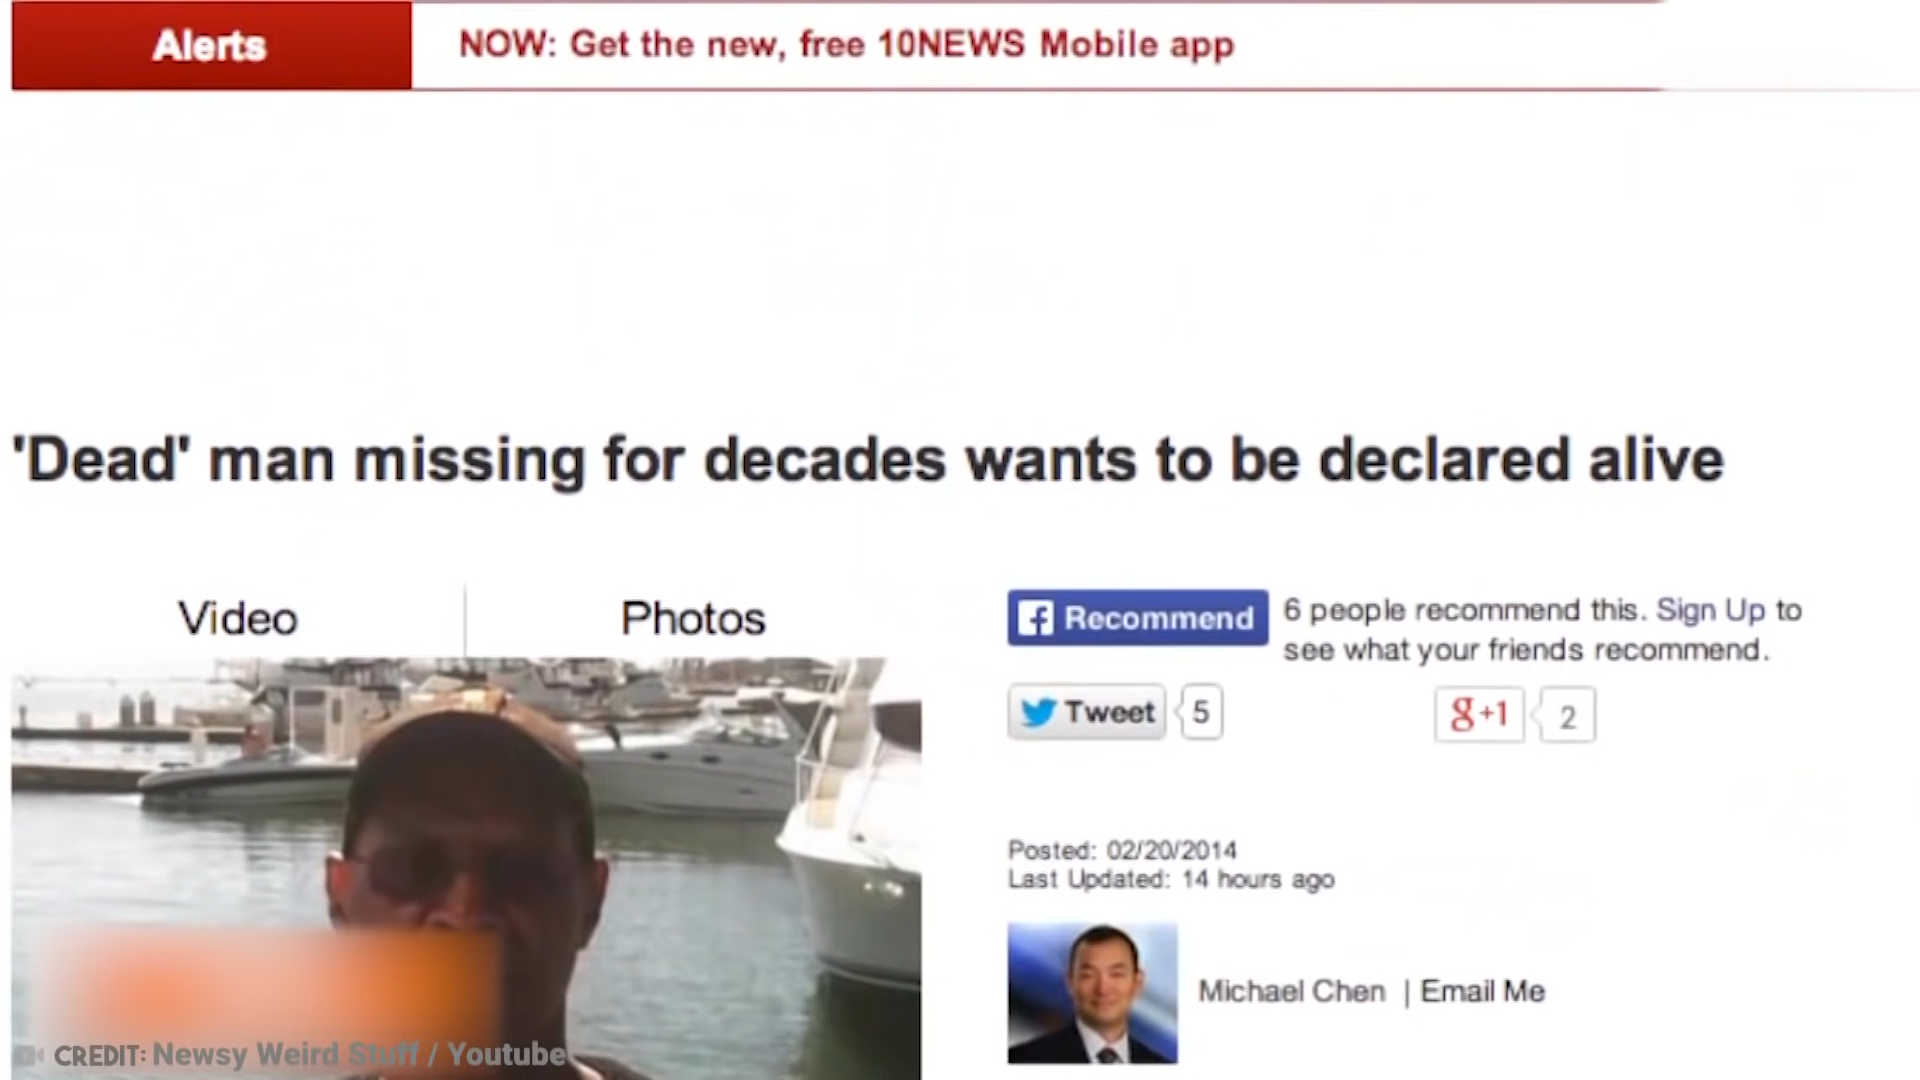 Alerts
NOW: Get the new, free 10NEWS Mobile app
'Dead' man missing for decades wants to be declared alive
Video
Photos
Recommend
6 people recommend this. Sign Up to
see what your friends recommend.
Tweet
5
g+1
2
Posted: 02/20/2014
Last Updated: 14 hours ago
Michael Chen | Email Me
CREDIT: Newsy Weird Stuff / Youtube